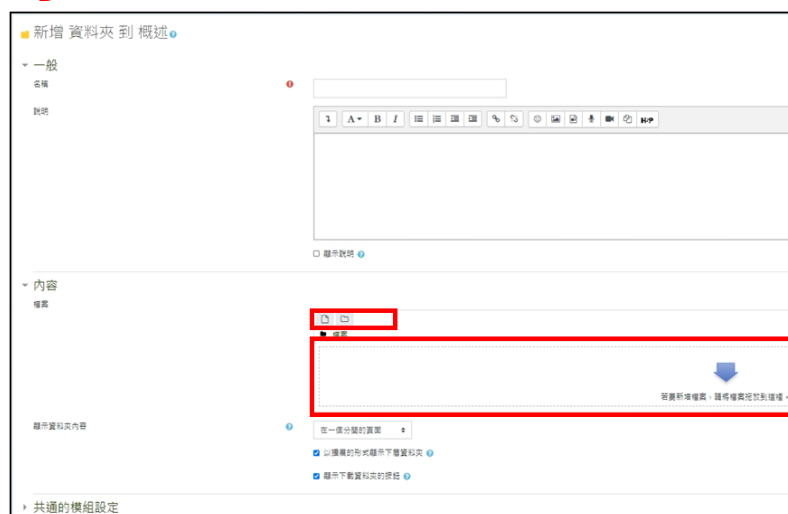 新增 資料夾 到 概述
一般
名稱
說明
A B I H-P
顯示說明
內容
檔案
檔案
若要新增檔案，請將檔案拖放到這裡。
顯示資料夾內容
在一個分開的頁面
以擴展的形式顯示下層資料夾
顯示下載資料夾的按鈕
共通的模組設定